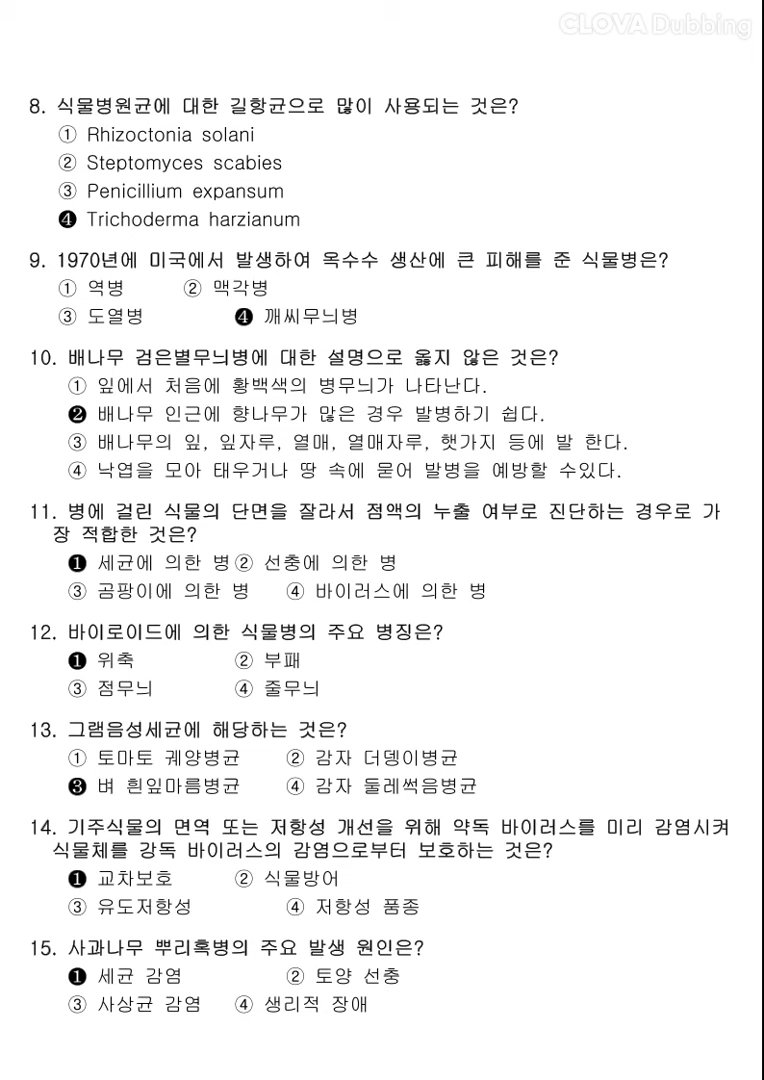 CLOVA Dubbing
8. 식물병원균에 대한 길항균으로 많이 사용되는 것은?
① Rhizoctonia solani
② Steptomyces scabies
③ Penicillium expansum
❹ Trichoderma harzianum
9. 1970년에 미국에서 발생하여 옥수수 생산에 큰 피해를 준 식물병은?
① 역병 ② 맥각병
③ 도열병 ❹ 깨씨무늬병
10. 배나무 검은별무늬병에 대한 설명으로 옳지 않은 것은?
① 잎에서 처음에 황백색의 병무늬가 나타난다.
❷ 배나무 인근에 향나무가 많은 경우 발병하기 쉽다.
③ 배나무의 잎, 잎자루, 열매, 열매자루, 햇가지 등에 발 한다.
④ 낙엽을 모아 태우거나 땅 속에 묻어 발병을 예방할 수있다.
11. 병에 걸린 식물의 단면을 잘라서 점액의 누출 여부로 진단하는 경우로 가
장 적합한 것은?
❶ 세균에 의한 병② 선충에 의한 병
③ 곰팡이에 의한 병 ④ 바이러스에 의한 병
12. 바이로이드에 의한 식물병의 주요 병징은?
❶ 위축 ② 부패
③ 점무늬 ④ 줄무늬
13. 그램음성세균에 해당하는 것은?
① 토마토 궤양병균 ② 감자 더뎅이병균
❸ 벼 흰잎마름병균 ④ 감자 둘레썩음병균
14. 기주식물의 면역 또는 저항성 개선을 위해 약독 바이러스를 미리 감염시켜
식물체를 강독 바이러스의 감염으로부터 보호하는 것은?
❶ 교차보호 ② 식물방어
③ 유도저항성 ④ 저항성 품종
15. 사과나무 뿌리혹병의 주요 발생 원인은?
❶ 세균 감염 ② 토양 선충
③ 사상균 감염 ④ 생리적 장애